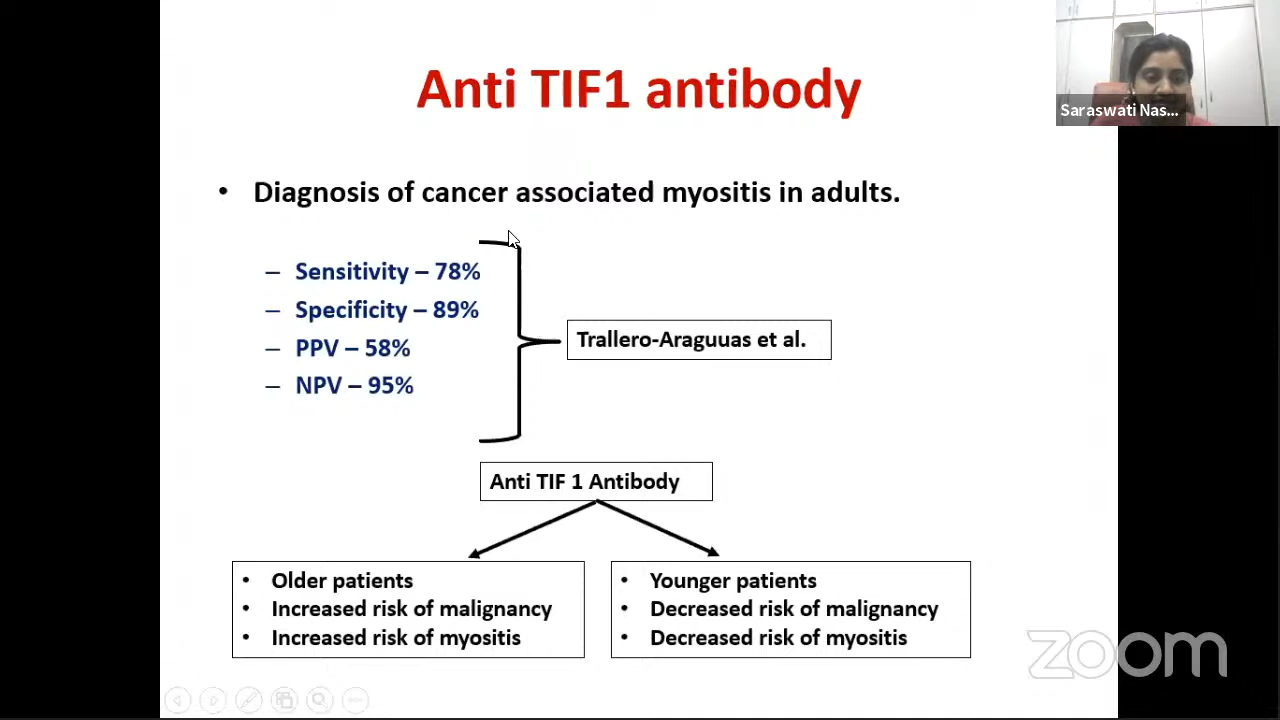 Anti TIF1 antibody
Saraswati Nas...
• Diagnosis of cancer associated myositis in adults.
– Sensitivity – 78%
– Specificity – 89%
– PPV – 58%
– NPV – 95%
Trallero-Araguuas et al.
Anti TIF 1 Antibody
• Older patients
• Increased risk of malignancy
• Increased risk of myositis
• Younger patients
• Decreased risk of malignancy
• Decreased risk of myositis
zoom